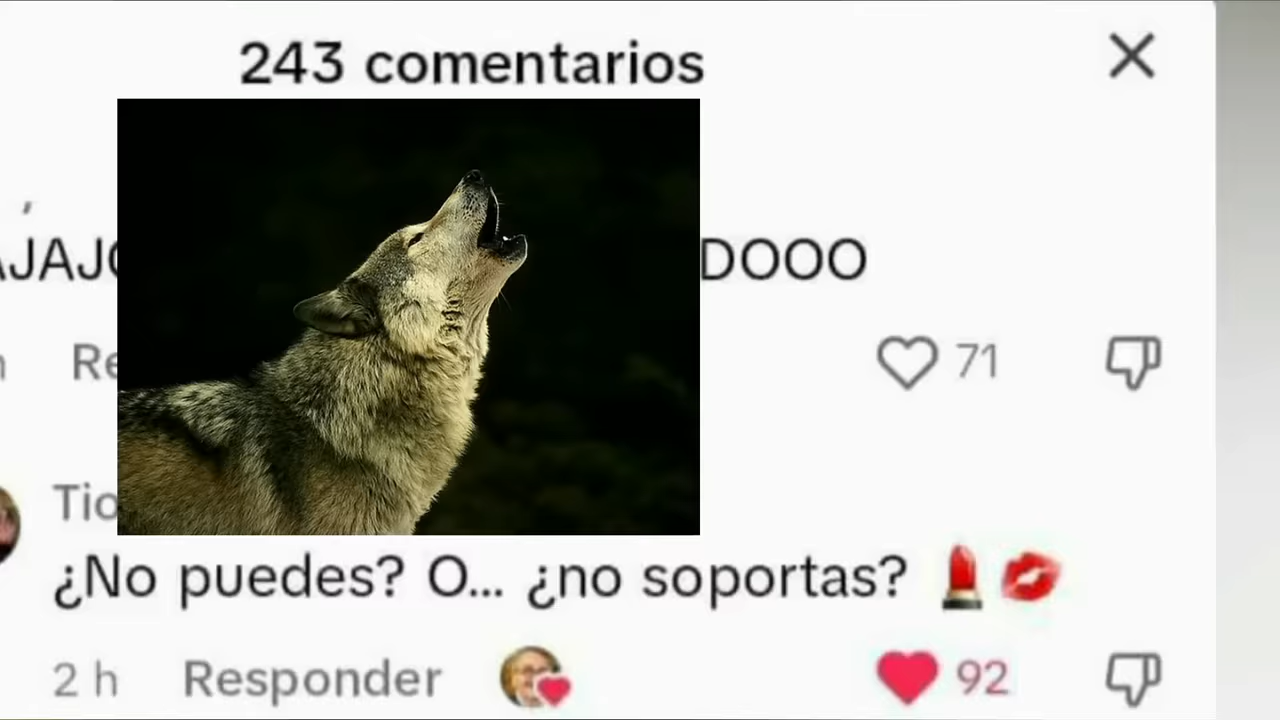 243 comentarios
DOOO
71
¿No puedes? O... ¿no soportas?
2 h Responder 92